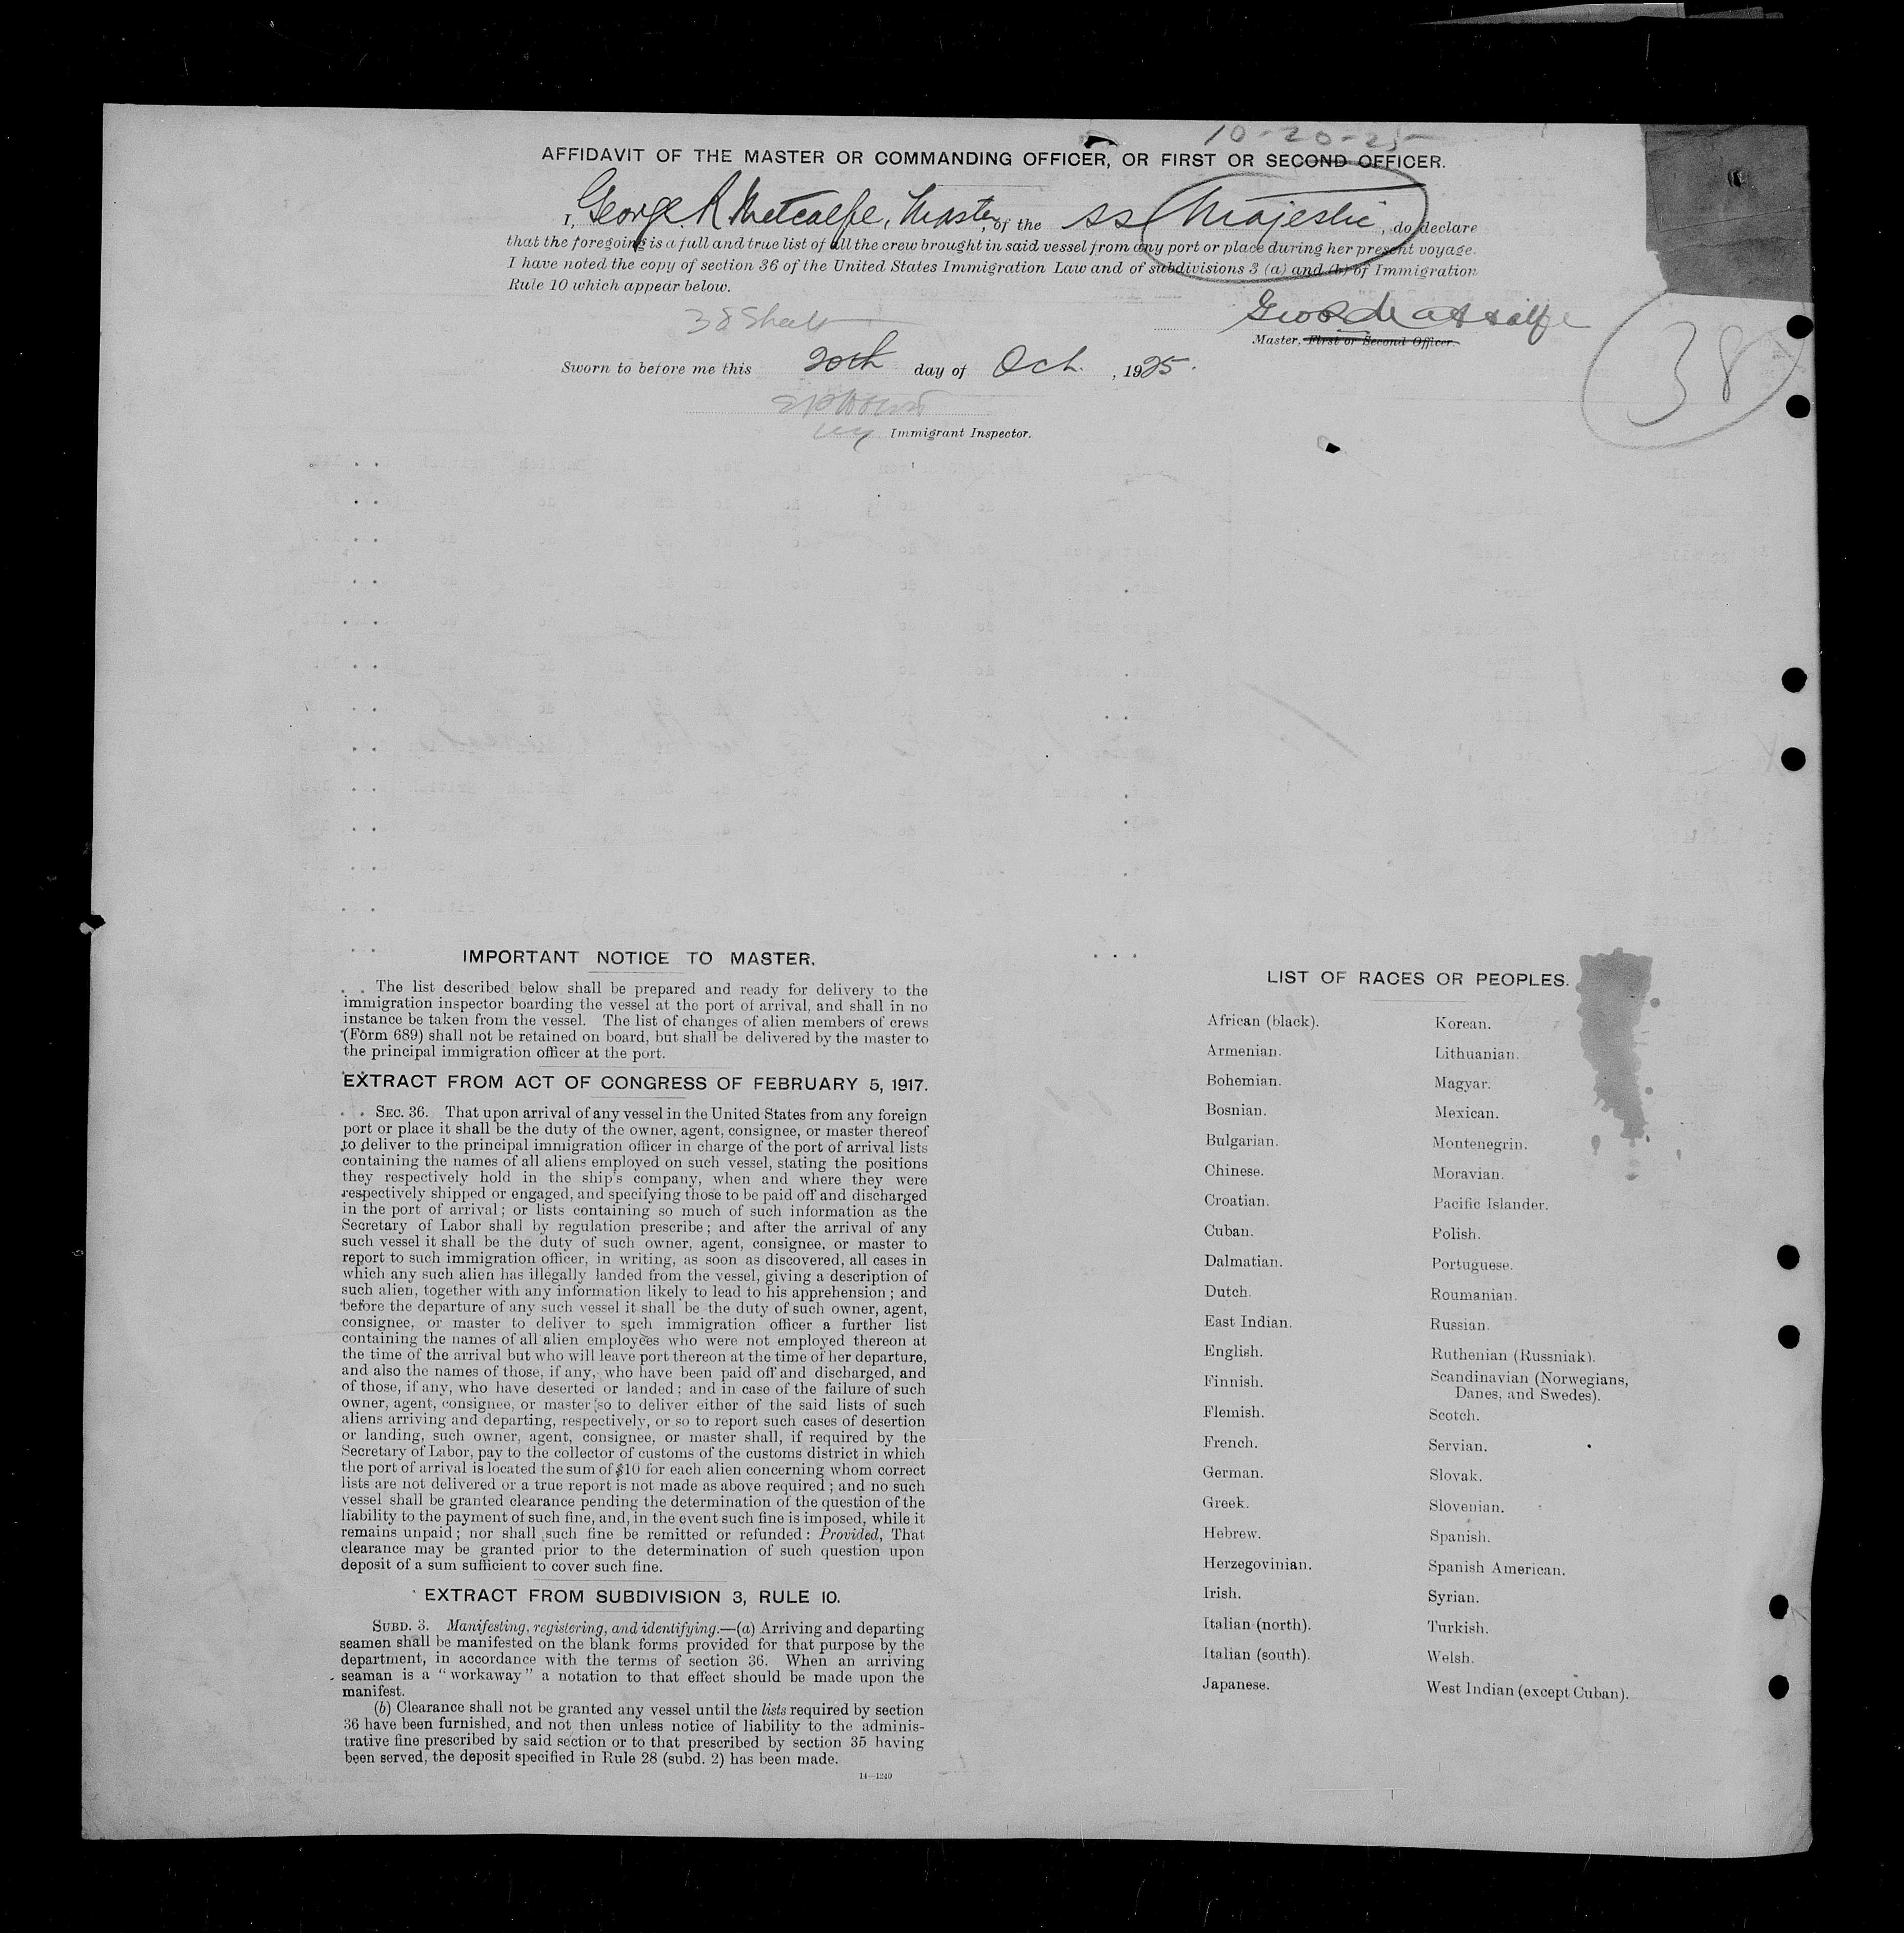 10-20-25
AFFIDAVIT OF THE MASTER OR COMMANDING OFFICER, OR FIRST OR SECOND OFFICER.
I, George R Metcalfe, Master, of the SS Majestic, do declare
that the foregoing is a full and true list of all the crew brought in said vessel from any port or place during her present voyage.
I have noted the copy of section 36 of the United States Immigration Law and of subdivisions 3 (a) and (b) of Immigration
Rule 10 which appear below.
38 Sheets
Geo R Metcalfe
Master, First or Second Officer.
38
Sworn to before me this 20th day of Oct. , 1925.
Immigrant Inspector.
IMPORTANT NOTICE TO MASTER.
The list described below shall be prepared and ready for delivery to the
immigration inspector boarding the vessel at the port of arrival, and shall in no
instance be taken from the vessel. The list of changes of alien members of crews
(Form 689) shall not be retained on board, but shall be delivered by the master to
the principal immigration officer at the port.
EXTRACT FROM ACT OF CONGRESS OF FEBRUARY 5, 1917.
SEC. 36. That upon arrival of any vessel in the United States from any foreign
port or place it shall be the duty of the owner, agent, consignee, or master thereof
to deliver to the principal immigration officer in charge of the port of arrival lists
containing the names of all aliens employed on such vessel, stating the positions
they respectively hold in the ship's company, when and where they were
respectively shipped or engaged, and specifying those to be paid off and discharged
in the port of arrival; or lists containing so much of such information as the
Secretary of Labor shall by regulation prescribe; and after the arrival of any
such vessel it shall be the duty of such owner, agent, consignee, or master to
report to such immigration officer, in writing, as soon as discovered, all cases in
which any such alien has illegally landed from the vessel, giving a description of
such alien, together with any information likely to lead to his apprehension; and
before the departure of any such vessel it shall be the duty of such owner, agent,
consignee, or master to deliver to such immigration officer a further list
containing the names of all alien employees who were not employed thereon at
the time of the arrival but who will leave port thereon at the time of her departure,
and also the names of those, if any, who have been paid off and discharged, and
of those, if any, who have deserted or landed; and in case of the failure of such
owner, agent, consignee, or master so to deliver either of the said lists of such
aliens arriving and departing, respectively, or so to report such cases of desertion
or landing, such owner, agent, consignee, or master shall, if required by the
Secretary of Labor, pay to the collector of customs of the customs district in which
the port of arrival is located the sum of $10 for each alien concerning whom correct
lists are not delivered or a true report is not made as above required; and no such
vessel shall be granted clearance pending the determination of the question of the
liability to the payment of such fine, and, in the event such fine is imposed, while it
remains unpaid; nor shall such fine be remitted or refunded: Provided, That
clearance may be granted prior to the determination of such question upon
deposit of a sum sufficient to cover such fine.
EXTRACT FROM SUBDIVISION 3, RULE 10.
SUBD. 3. Manifesting, registering, and identifying.—(a) Arriving and departing
seamen shall be manifested on the blank forms provided for that purpose by the
department, in accordance with the terms of section 36. When an arriving
seaman is a "workaway" a notation to that effect should be made upon the
manifest.
(b) Clearance shall not be granted any vessel until the lists required by section
36 have been furnished, and not then unless notice of liability to the adminis-
trative fine prescribed by said section or to that prescribed by section 35 having
been served, the deposit specified in Rule 28 (subd. 2) has been made.
14—1240
LIST OF RACES OR PEOPLES.
African (black).
Armenian.
Bohemian.
Bosnian.
Bulgarian.
Chinese.
Croatian.
Cuban.
Dalmatian.
Dutch.
East Indian.
English.
Finnish.
Flemish.
French.
German.
Greek.
Hebrew.
Herzegovinian.
Irish.
Italian (north).
Italian (south).
Japanese.
Korean.
Lithuanian.
Magyar.
Mexican.
Montenegrin.
Moravian.
Pacific Islander.
Polish.
Portuguese.
Roumanian.
Russian.
Ruthenian (Russniak).
Scandinavian (Norwegians,
Danes, and Swedes).
Scotch.
Servian.
Slovak.
Slovenian.
Spanish.
Spanish American.
Syrian.
Turkish.
Welsh.
West Indian (except Cuban).